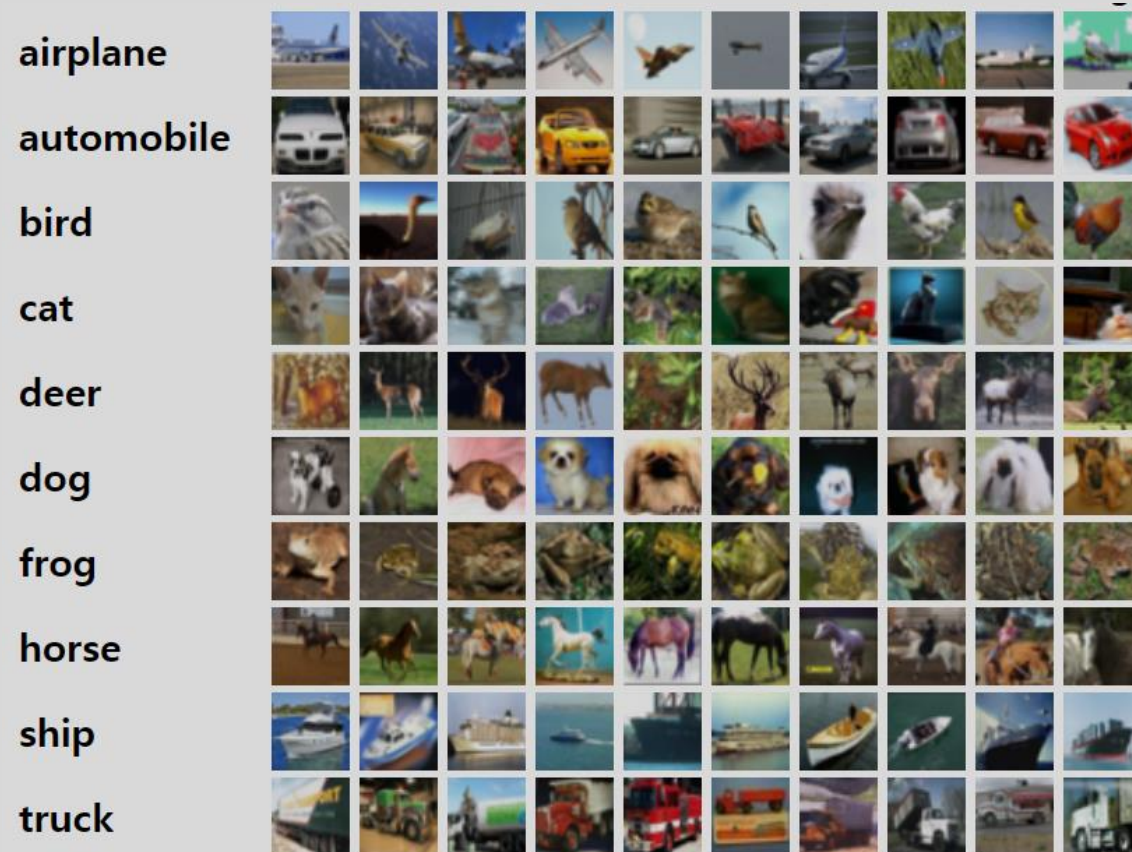 airplane
automobile
bird
cat
deer
dog
frog
horse
ship
truck